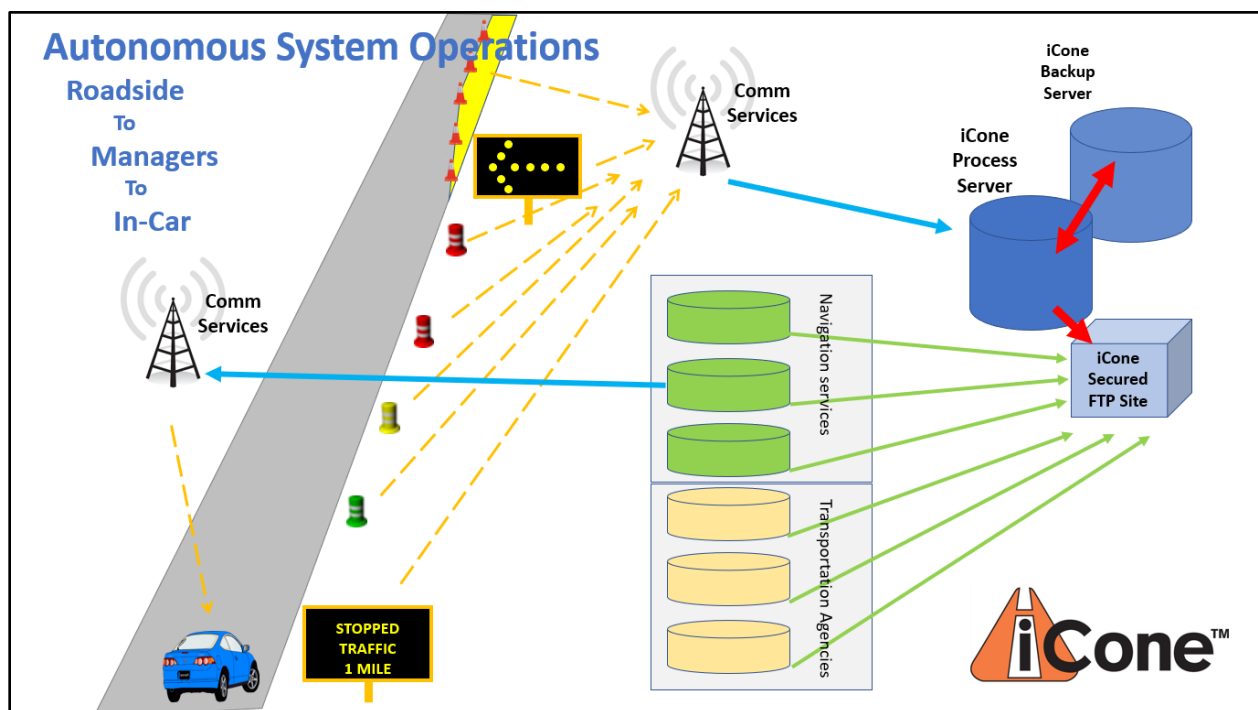 Autonomous System Operations
Roadside
To
Managers
To
In-Car
Comm
Services
iCone
Backup
Server
iCone
Process
Server
Comm
Services
Navigation services
iCone
Secured
FTP Site
Transportation Agencies
STOPPED
TRAFFIC
1 MILE
iCone™